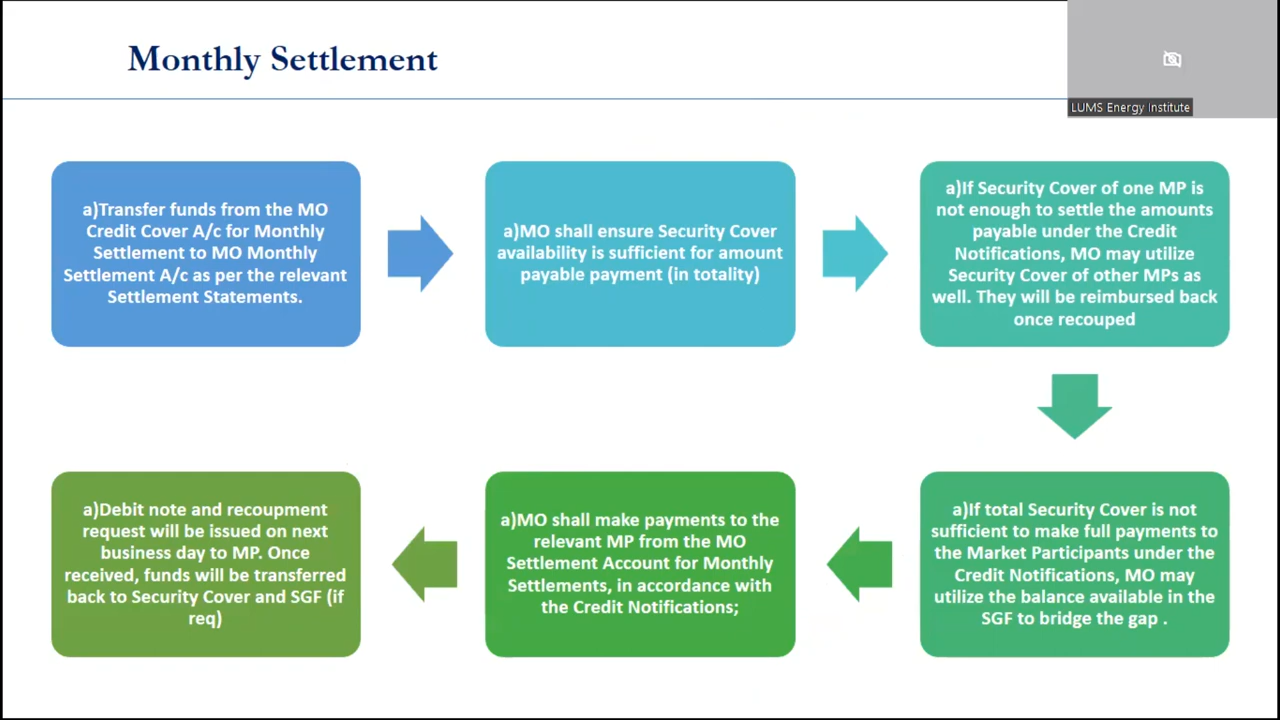 Monthly Settlement
LUMS Energy Institute
a)Transfer funds from the MO
Credit Cover A/c for Monthly
Settlement to MO Monthly
Settlement A/c as per the relevant
Settlement Statements.
a)MO shall ensure Security Cover
availability is sufficient for amount
payable payment (in totality)
a)If Security Cover of one MP is
not enough to settle the amounts
payable under the Credit
Notifications, MO may utilize
Security Cover of other MPs as
well. They will be reimbursed back
once recouped
a)If total Security Cover is not
sufficient to make full payments to
the Market Participants under the
Credit Notifications, MO may
utilize the balance available in the
SGF to bridge the gap .
a)MO shall make payments to the
relevant MP from the MO
Settlement Account for Monthly
Settlements, in accordance with
the Credit Notifications;
a)Debit note and recoupment
request will be issued on next
business day to MP. Once
received, funds will be transferred
back to Security Cover and SGF (if
req)